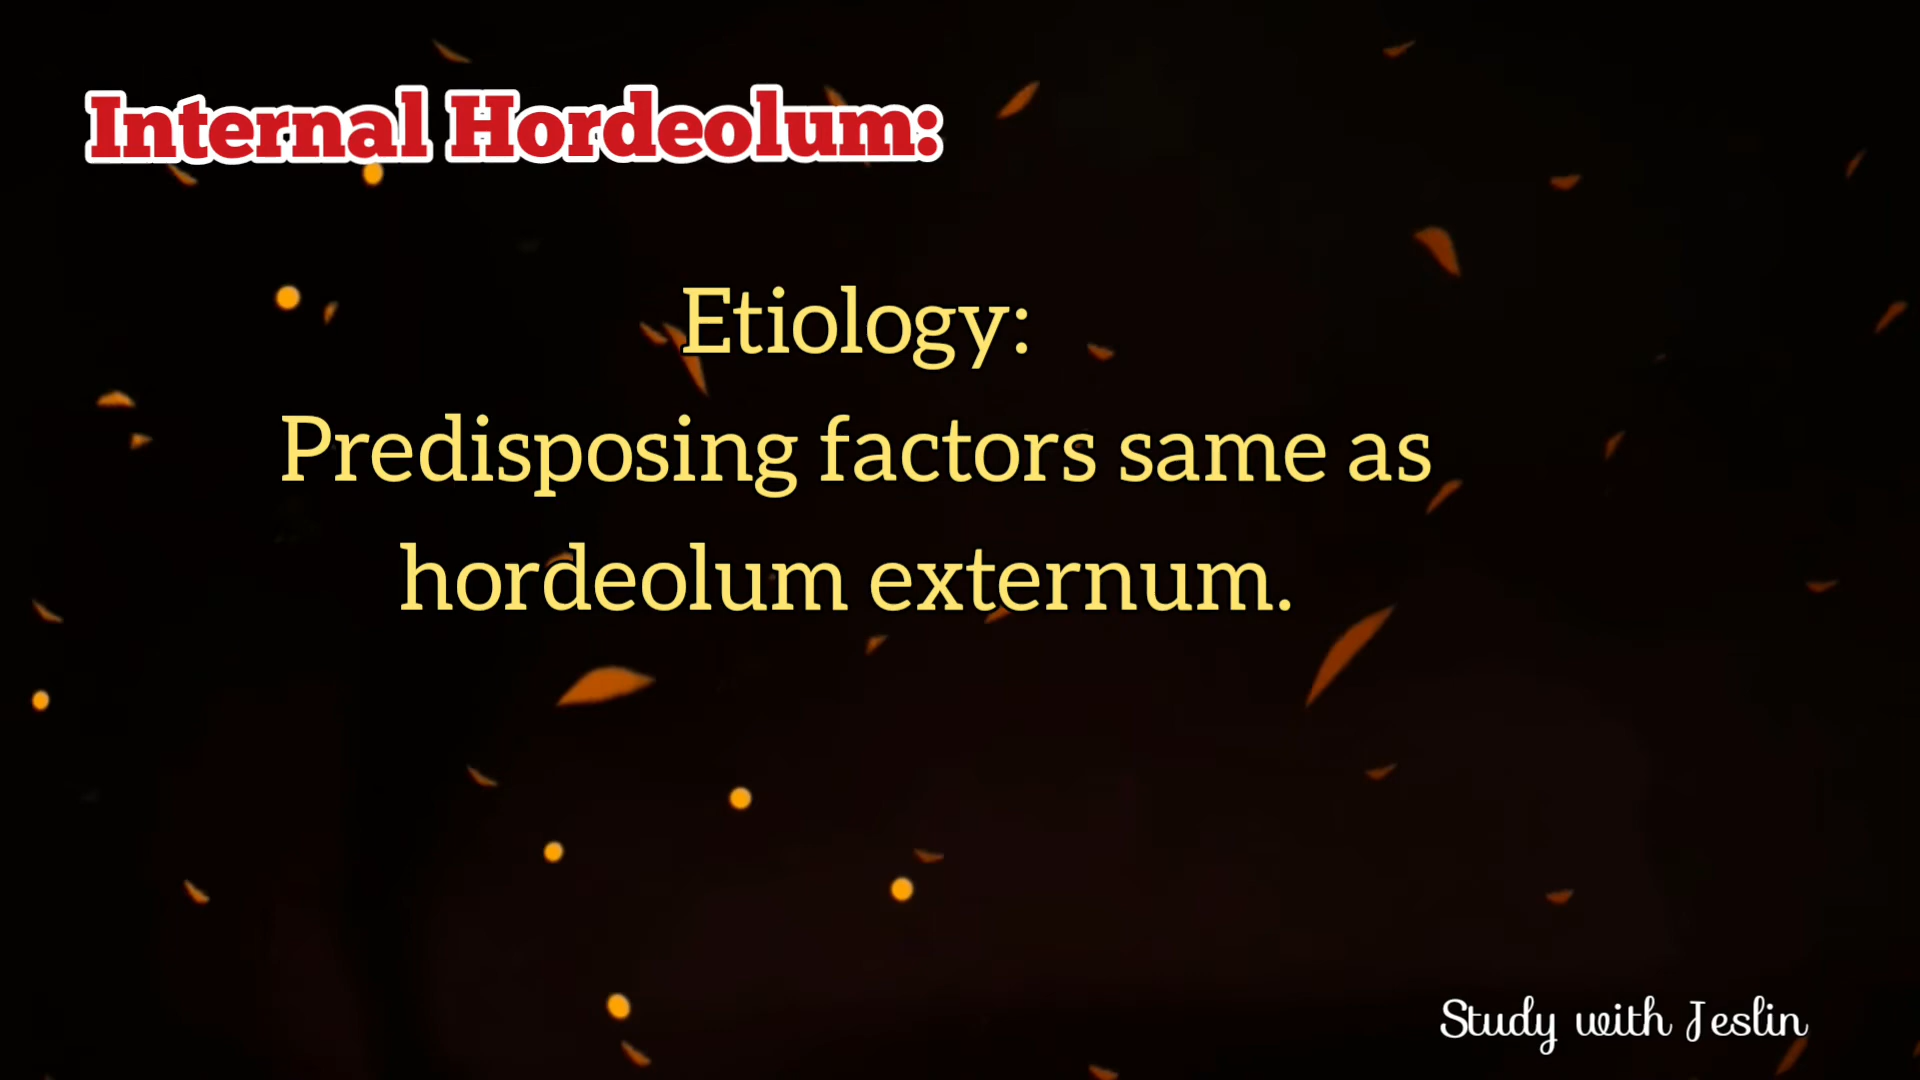 Internal Hordeolum:
Etiology:
Predisposing factors same as
hordeolum externum.
Study with Jeslin